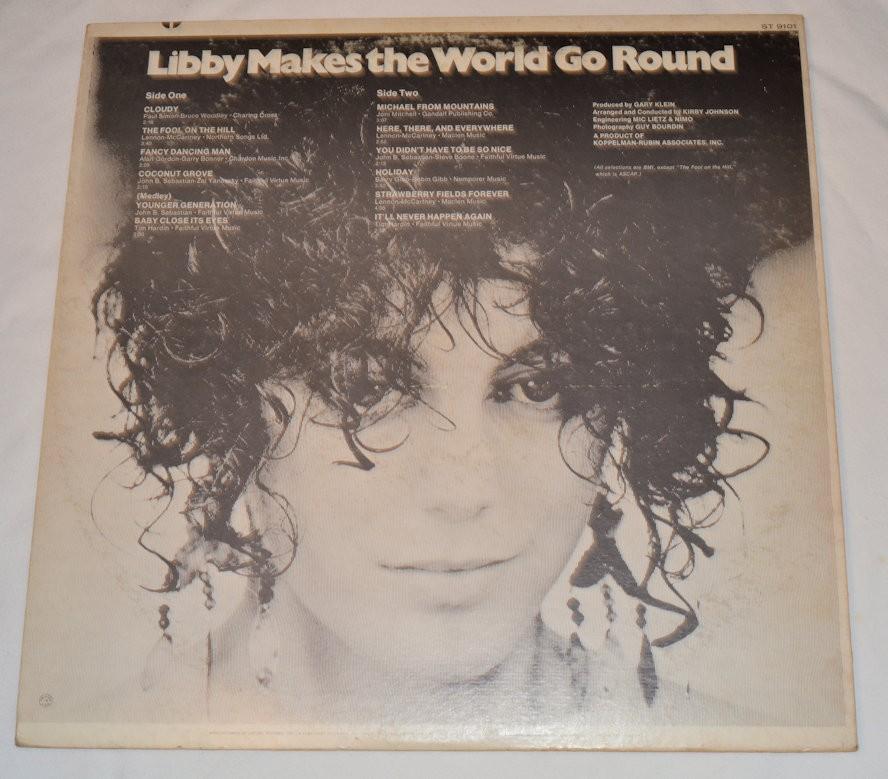 ST 9101
Libby Makes the World Go Round
Side One
CLOUDY
Paul Simon-Bruce Woodley - Charing Cross
2:16
THE FOOL ON THE HILL
Lennon-McCartney - Northern Songs Ltd.
3:40
FANCY DANCING MAN
Alan Gordon-Garry Bonner - Chardon Music Inc.
COCONUT GROVE
John B. Sebastian-Zal Yanovsky - Faithful Virtue Music
(Medley)
YOUNGER GENERATION
John B. Sebastian - Faithful Virtue Music
BABY CLOSE ITS EYES
Tim Hardin - Faithful Virtue Music
Side Two
MICHAEL FROM MOUNTAINS
Joni Mitchell - Gandalf Publishing Co.
3:07
HERE, THERE, AND EVERYWHERE
Lennon-McCartney - Maclen Music
YOU DIDN'T HAVE TO BE SO NICE
John B. Sebastian-Steve Boone - Faithful Virtue Music
HOLIDAY
Barry Gibb-Robin Gibb - Nemperor Music
STRAWBERRY FIELDS FOREVER
Lennon-McCartney - Maclen Music
IT'LL NEVER HAPPEN AGAIN
Tim Hardin - Faithful Virtue Music
Produced by GARY KLEIN
Arranged and Conducted by KIRBY JOHNSON
Engineering MIC LIETZ & NIMO
Photography GUY BOURDIN
A PRODUCT OF
KOPPELMAN-RUBIN ASSOCIATES, INC.
(All selections are BMI, except "The Fool on the Hill,"
which is ASCAP.)